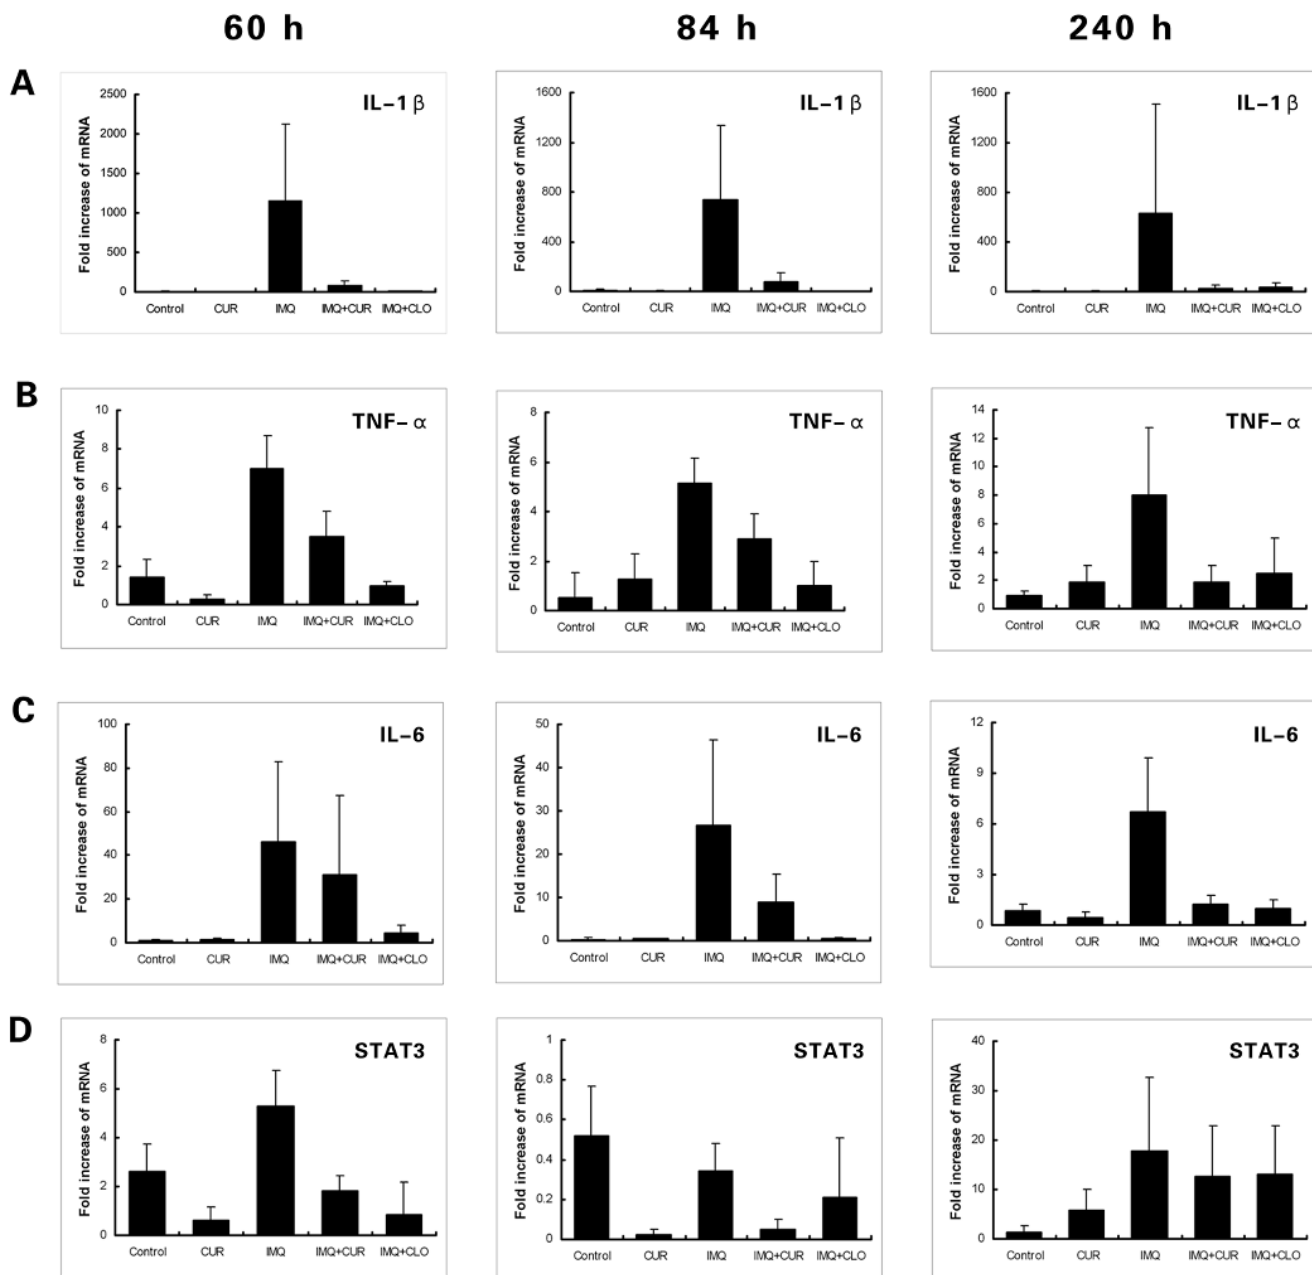 60 h
84 h
240 h
A
IL-1β
Fold increase of mRNA
2500
2000
1500
1000
500
0
Control CUR IMQ IMQ+CUR IMQ+CLO
IL-1β
Fold increase of mRNA
1600
1200
800
400
0
Control CUR IMQ IMQ+CUR IMQ+CLO
IL-1β
Fold increase of mRNA
1600
1200
800
400
0
Control CUR IMQ IMQ+CUR IMQ+CLO
B
TNF-α
Fold increase of mRNA
10
8
6
4
2
0
Control CUR IMQ IMQ+CUR IMQ+CLO
TNF-α
Fold increase of mRNA
8
6
4
2
0
Control CUR IMQ IMQ+CUR IMQ+CLO
TNF-α
Fold increase of mRNA
14
12
10
8
6
4
2
0
Control CUR IMQ IMQ+CUR IMQ+CLO
C
IL-6
Fold increase of mRNA
100
80
60
40
20
0
Control CUR IMQ IMQ+CUR IMQ+CLO
IL-6
Fold increase of mRNA
50
40
30
20
10
0
Control CUR IMQ IMQ+CUR IMQ+CLO
IL-6
Fold increase of mRNA
12
9
6
3
0
Control CUR IMQ IMQ+CUR IMQ+CLO
D
STAT3
Fold increase of mRNA
8
6
4
2
0
Control CUR IMQ IMQ+CUR IMQ+CLO
STAT3
Fold increase of mRNA
1
0.8
0.6
0.4
0.2
0
Control CUR IMQ IMQ+CUR IMQ+CLO
STAT3
Fold increase of mRNA
40
30
20
10
0
Control CUR IMQ IMQ+CUR IMQ+CLO